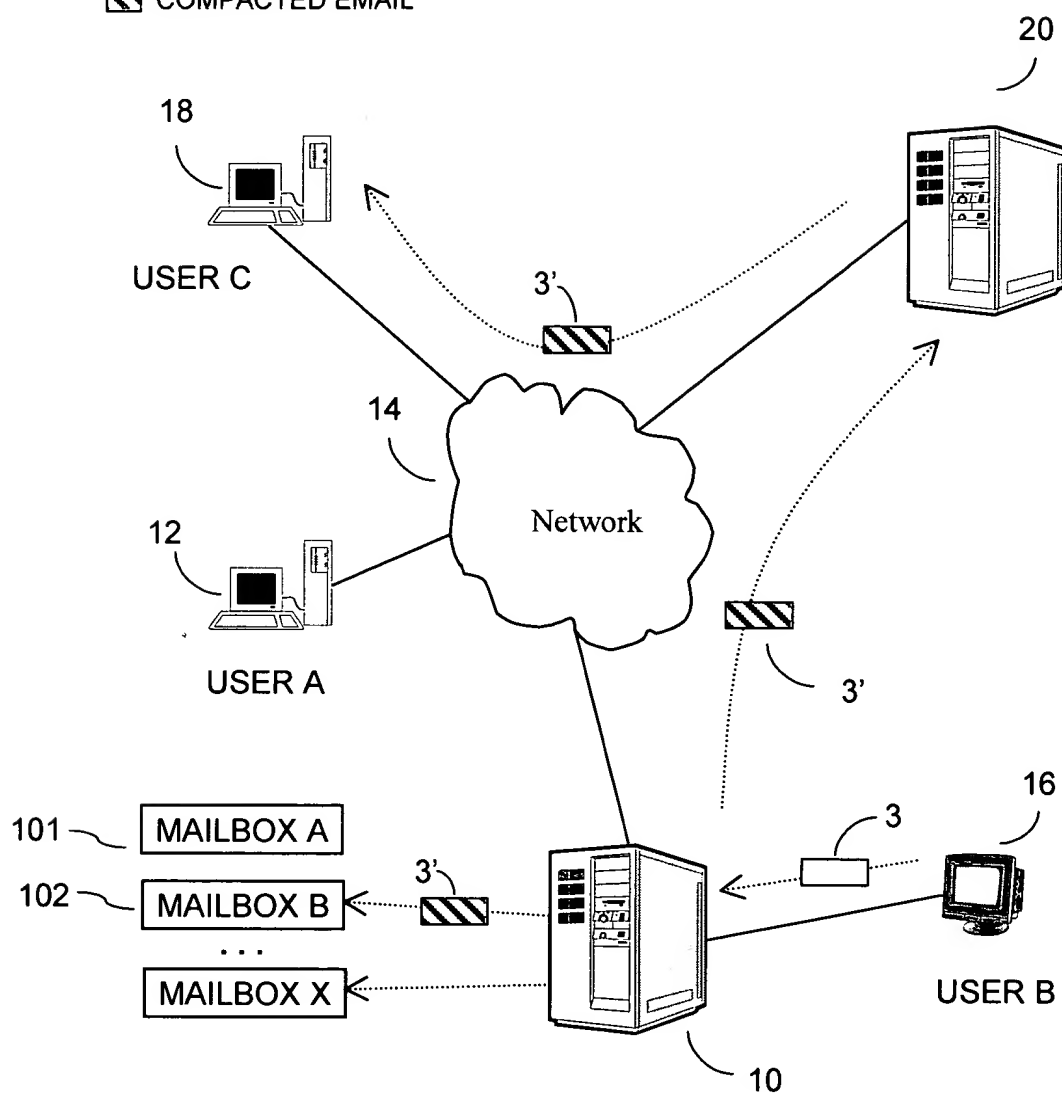 COMPACTED EMAIL
20
18
USER C
3'
14
Network
12
USER A
3'
16
3
101
MAILBOX A
102
MAILBOX B
3'
...
MAILBOX X
USER B
10